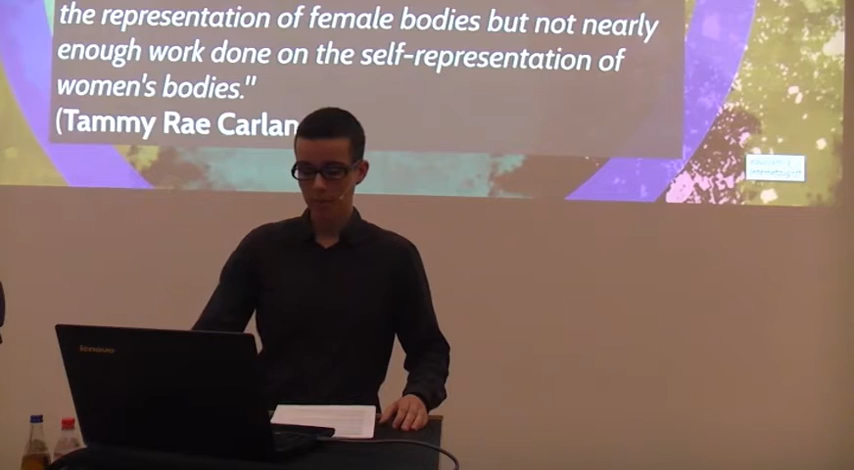 the representation of female bodies but not nearly
enough work done on the self-representation of
women's bodies."
(Tammy Rae Carlan
lenovo